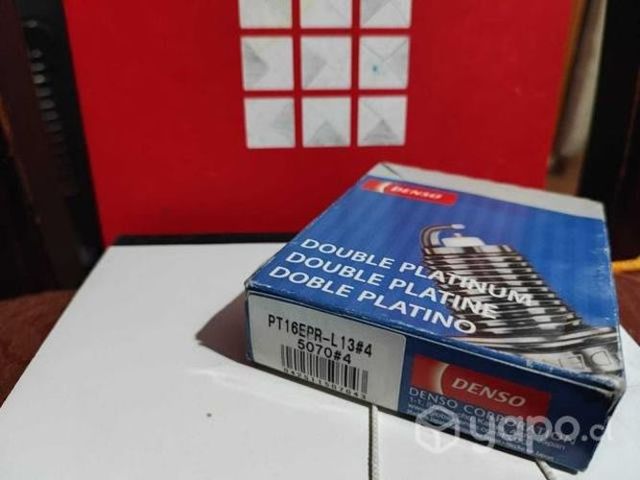 DENSO
DOUBLE PLATINUM
DOUBLE PLATINE
DOBLE PLATINO
PT16EPR-L13#4
5070#4
DENSO
DENSO CORPORATION
yapo.cl